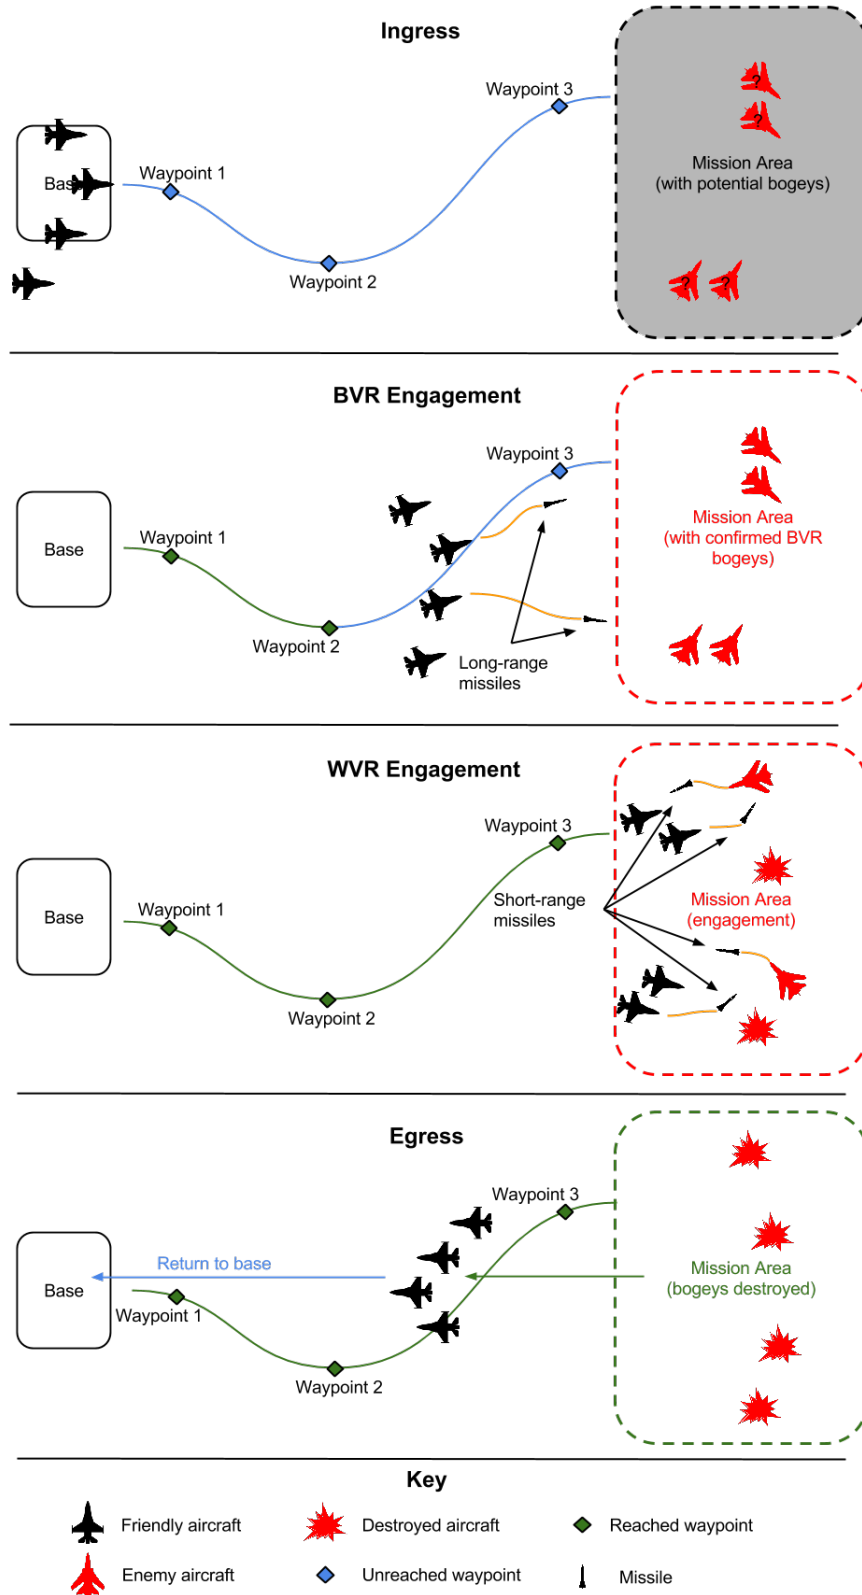 Ingress
Waypoint 3
Waypoint 1
Base
Mission Area
(with potential bogeys)
?
?
?
?
Waypoint 2
BVR Engagement
Waypoint 3
Mission Area
(with confirmed BVR
bogeys)
Base
Waypoint 1
Waypoint 2
Long-range
missiles
WVR Engagement
Waypoint 3
Base
Waypoint 1
Short-range
missiles
Mission Area
(engagement)
Waypoint 2
Egress
Waypoint 3
Return to base
Base
Mission Area
(bogeys destroyed)
Waypoint 1
Waypoint 2
Key
Friendly aircraft
Destroyed aircraft
Reached waypoint
Enemy aircraft
Unreached waypoint
Missile